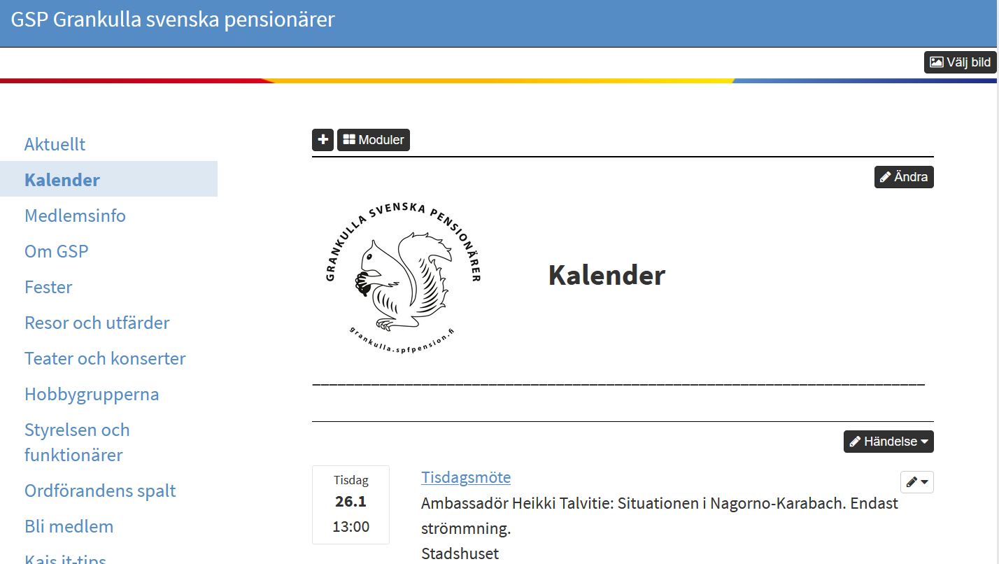 GSP Grankulla svenska pensionärer
Välj bild
Aktuellt
Kalender
Medlemsinfo
Om GSP
Fester
Resor och utfärder
Teater och konserter
Hobbygrupperna
Styrelsen och
funktionärer
Ordförandens spalt
Bli medlem
Kais it-tips
+ Moduler
Ändra
GRANKULLA SVENSKA PENSIONÄRER
grankulla.spfpension.fi
Kalender
Händelse
Tisdag
26.1
13:00
Tisdagsmöte
Ambassadör Heikki Talvitie: Situationen i Nagorno-Karabach. Endast
strömmning.
Stadshuset